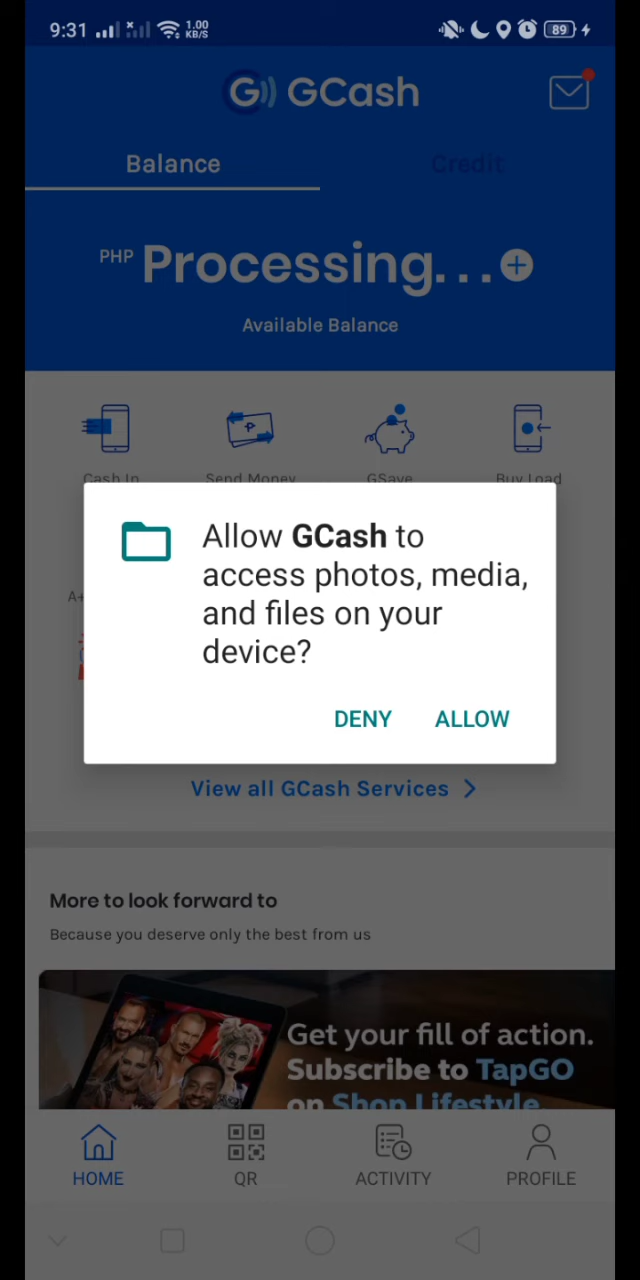 9:31
1.00
KB/S
89
GCash
Balance
Credit
PHP Processing...
Available Balance
Cash In
Send Money
GSave
Buy Load
A+
Allow GCash to
access photos, media,
and files on your
device?
DENY
ALLOW
View all GCash Services
More to look forward to
Because you deserve only the best from us
Get your fill of action.
Subscribe to TapGO
on Shop Lifestyle
HOME
QR
ACTIVITY
PROFILE